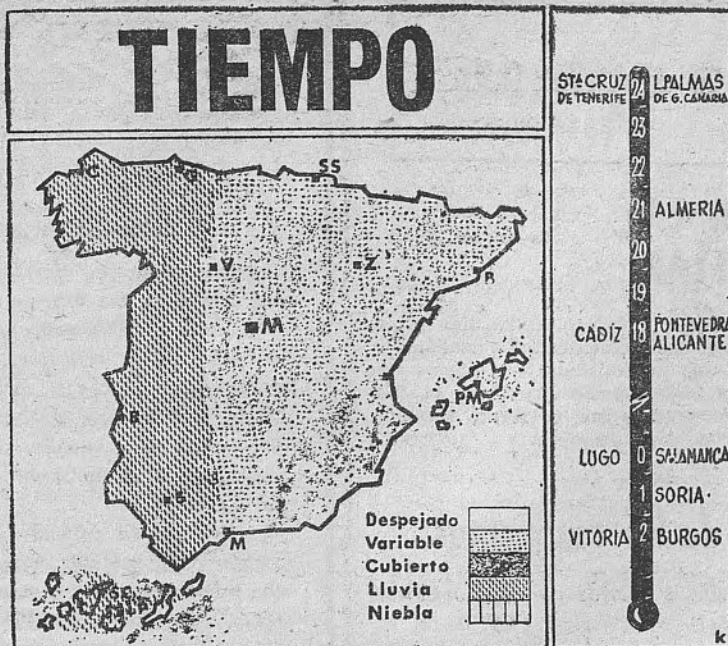 TIEMPO
C
G
SS
V
Z
B
M
PM
B
S
M
Despejado
Variable
Cubierto
Lluvia
Niebla
STA CRUZ 24 L.PALMAS
DE TENERIFE DE G. CANARIA
23
22
21 ALMERIA
20
19
CADÍZ 18 PONTEVEDRA
ALICANTE
LUGO 0 SALAMANCA
1 SORIA
VITORIA 2 BURGOS
k